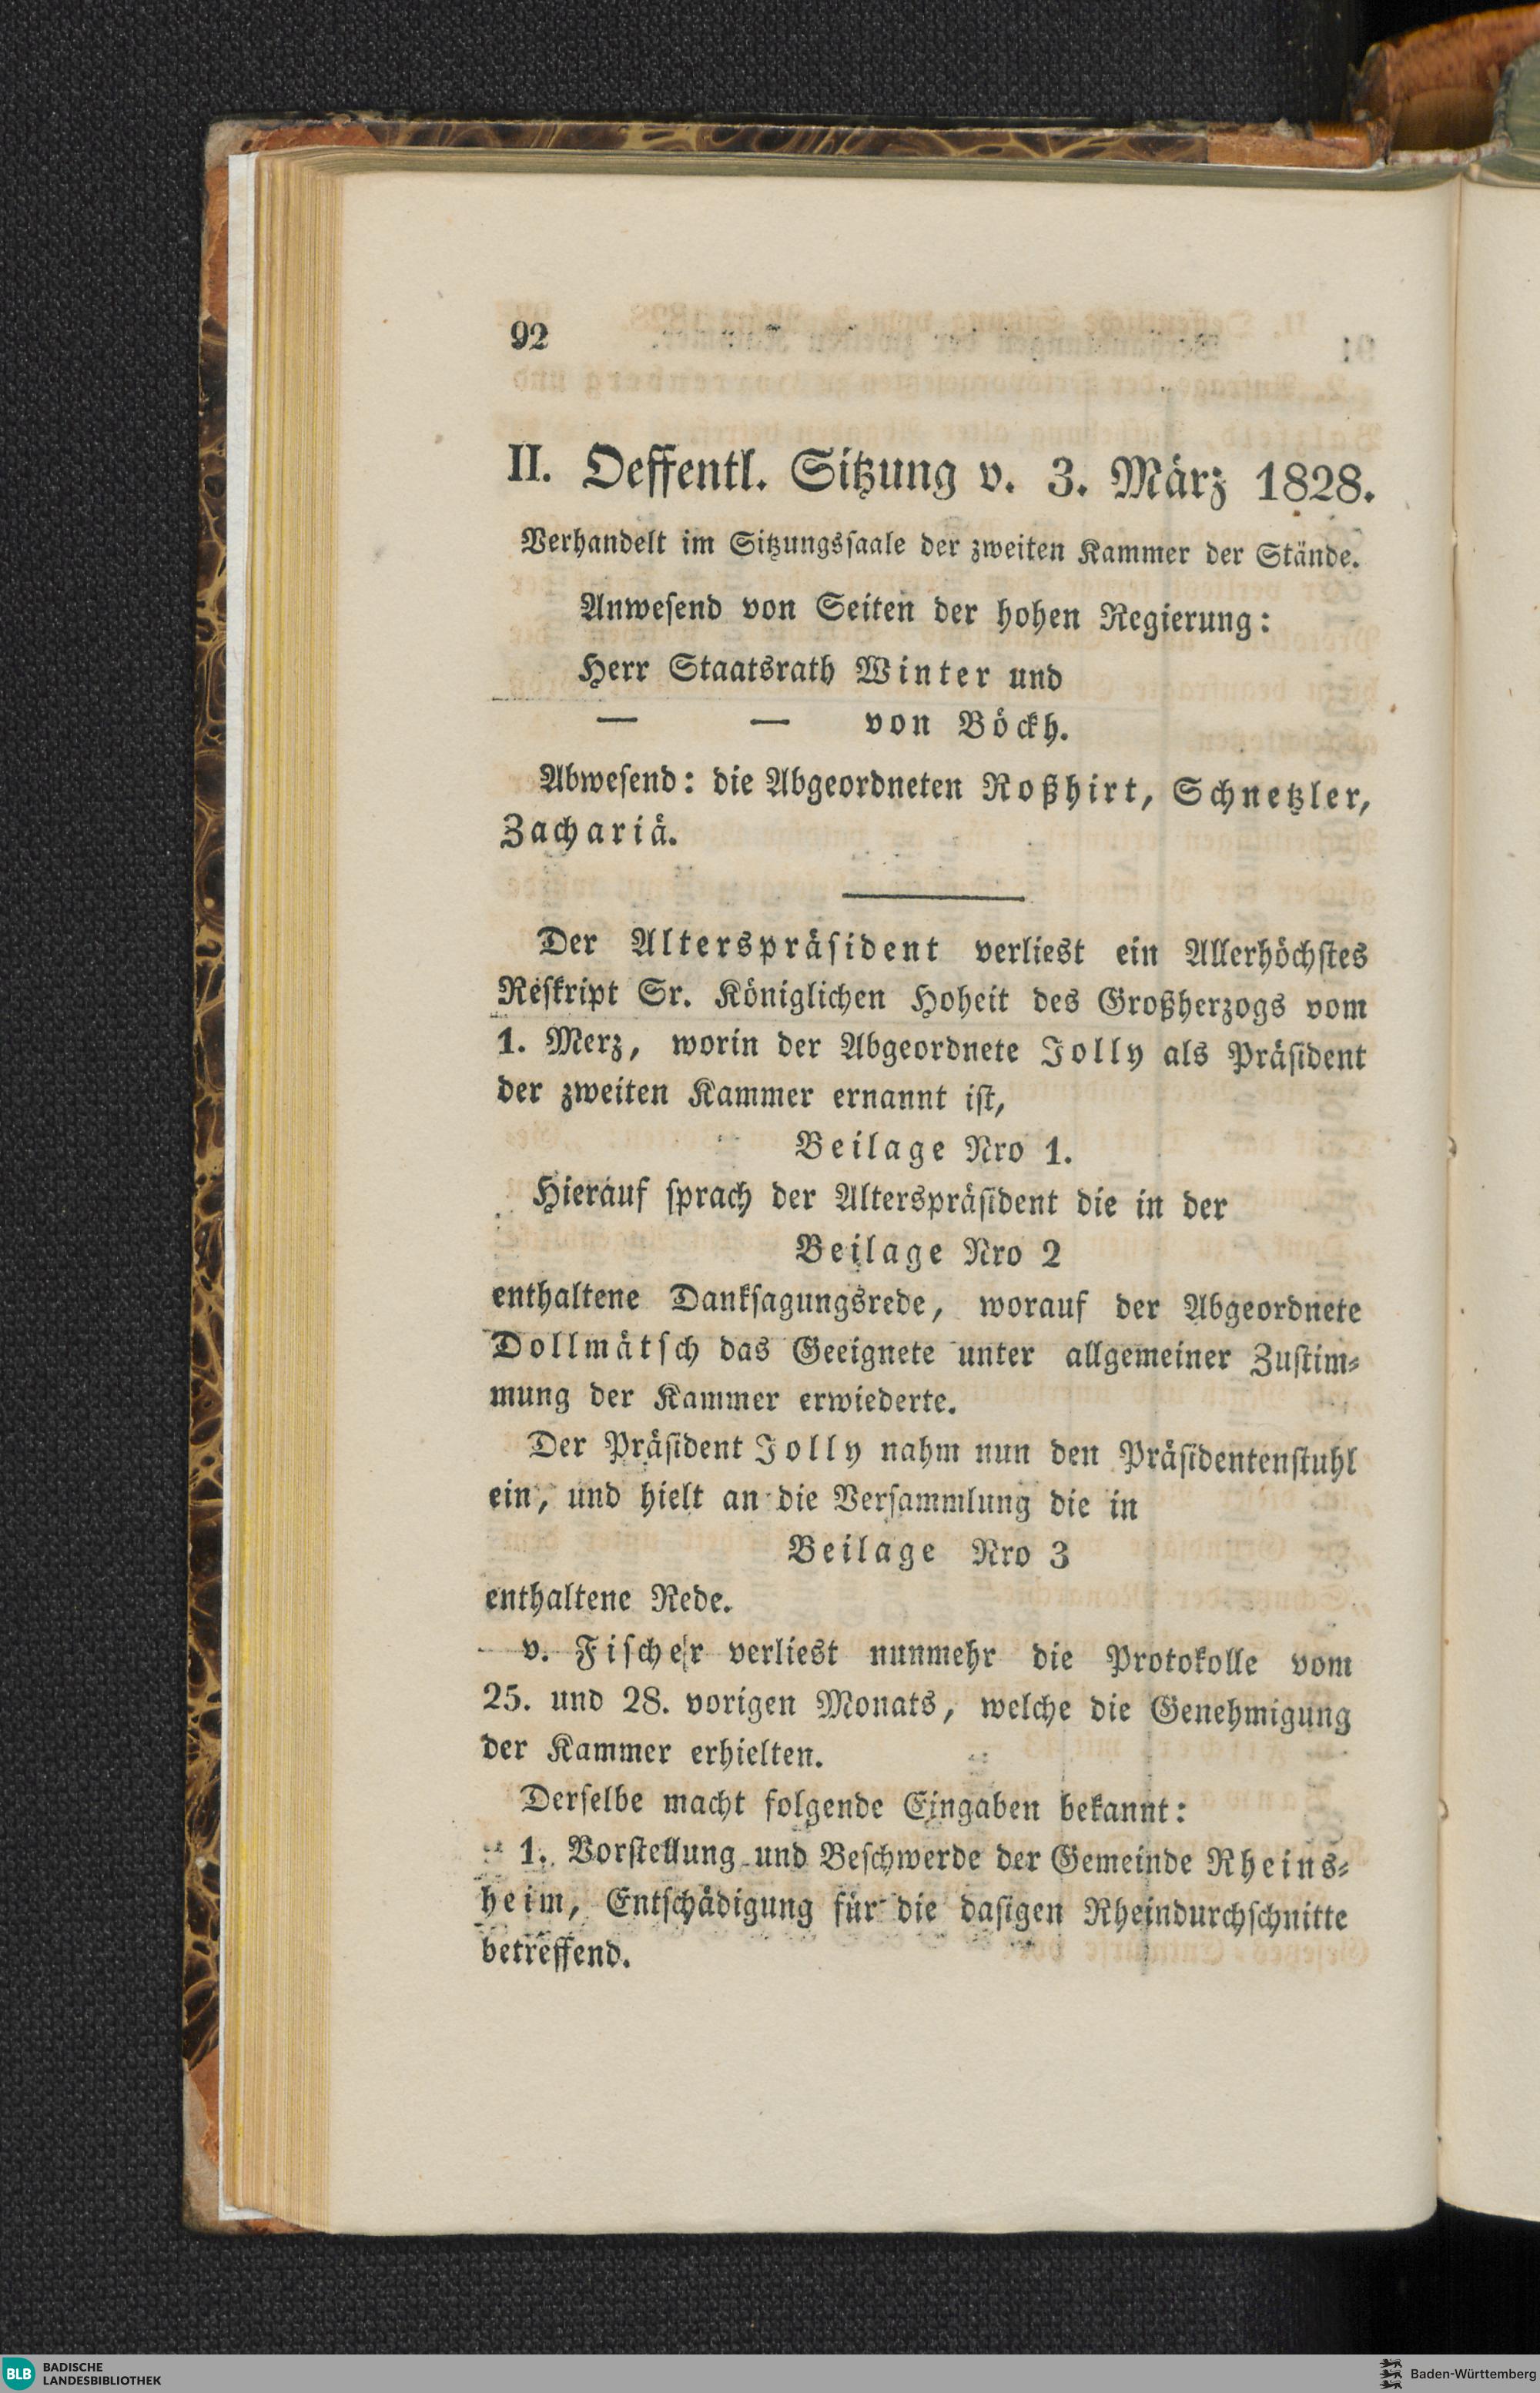 92
II. Oeffentl. Sitzung v. 3. März 1828.
Verhandelt im Sitzungssaale der zweiten Kammer der Stände.
Anwesend von Seiten der hohen Regierung:
Herr Staatsrath Winter und
— — von Böckh.
Abwesend: die Abgeordneten Roßhirt, Schnetzler,
Zachariä.
Der Alterspräsident verliest ein Allerhöchstes
Reskript Sr. Königlichen Hoheit des Großherzogs vom
1. Merz, worin der Abgeordnete Jolly als Präsident
der zweiten Kammer ernannt ist,
Beilage Nro 1.
Hierauf sprach der Alterspräsident die in der
Beilage Nro 2
enthaltene Danksagungsrede, worauf der Abgeordnete
Dollmätsch das Geeignete unter allgemeiner Zustim-
mung der Kammer erwiederte.
Der Präsident Jolly nahm nun den Präsidentenstuhl
ein, und hielt an die Versammlung die in
Beilage Nro 3
enthaltene Rede.
v. Fischer verliest nunmehr die Protokolle vom
25. und 28. vorigen Monats, welche die Genehmigung
der Kammer erhielten.
Derselbe macht folgende Eingaben bekannt:
1. Vorstellung und Beschwerde der Gemeinde Rheins-
heim, Entschädigung für die dasigen Rheindurchschnitte
betreffend.
BLB BADISCHE
LANDESBIBLIOTHEK
Baden-Württemberg